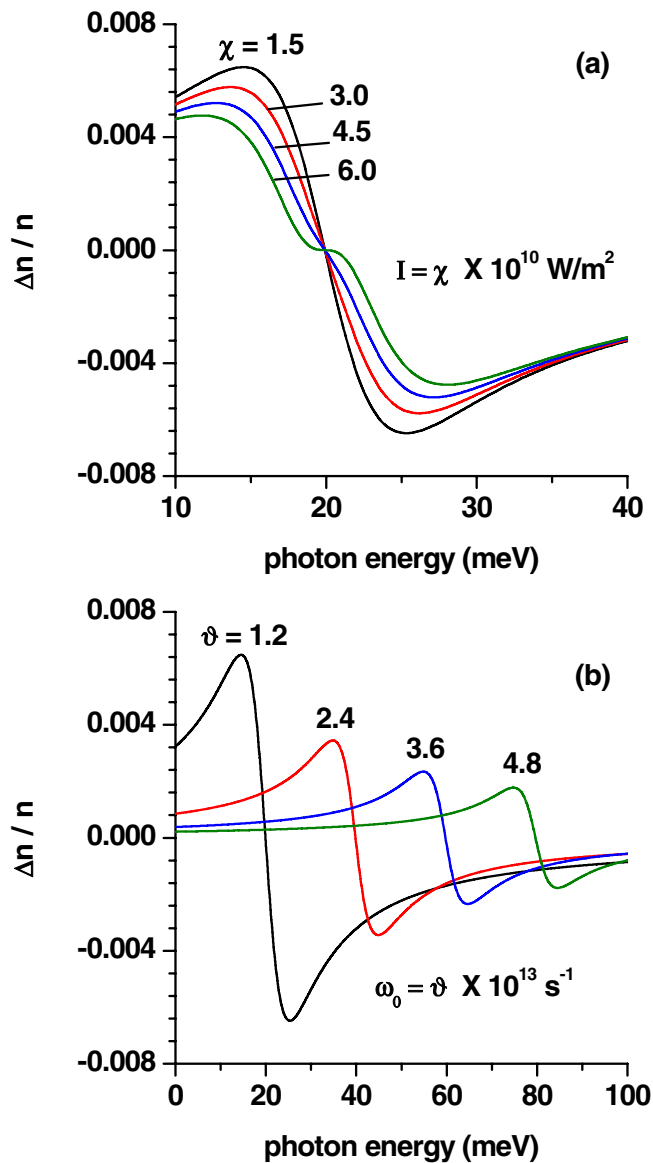 0.008
χ = 1.5
(a)
3.0
0.004
4.5
6.0
Δn / n
0.000
I = χ X 10¹⁰ W/m²
-0.004
-0.008
10 20 30 40
photon energy (meV)
0.008
ϑ = 1.2
(b)
2.4
0.004
3.6
4.8
Δn / n
0.000
-0.004
ω₀ = ϑ X 10¹³ s⁻¹
-0.008
0 20 40 60 80 100
photon energy (meV)